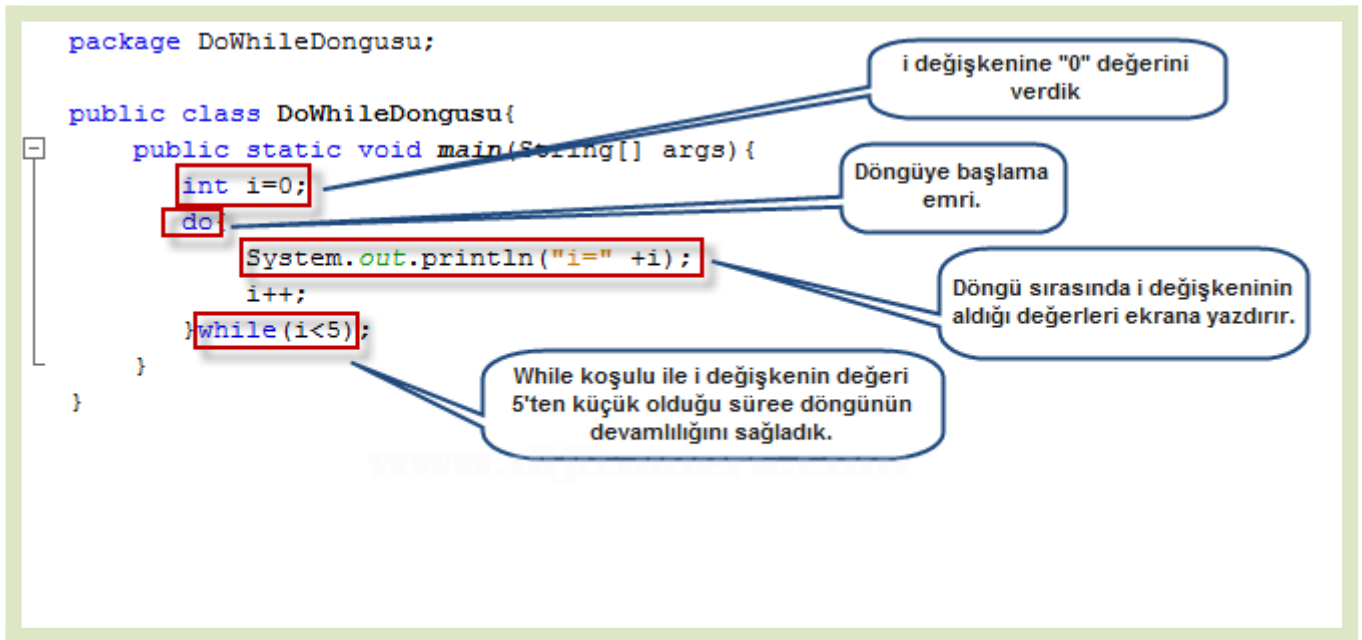 package DoWhileDongusu;
public class DoWhileDongusu{
public static void main(String[] args){
int i=0;
do{
System.out.println("i=" +i);
i++;
}while(i<5);
}
}
i değişkenine "0" değerini
verdik
Döngüye başlama
emri.
Döngü sırasında i değişkeninin
aldığı değerleri ekrana yazdırır.
While koşulu ile i değişkenin değeri
5'ten küçük olduğu süree döngünün
devamlılığını sağladık.